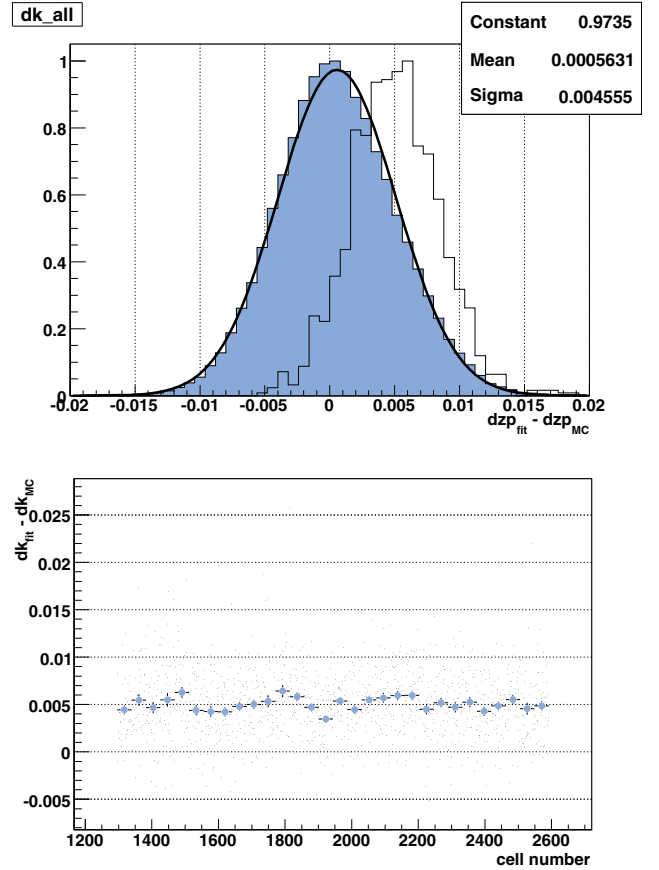 dk_all
Constant 0.9735
Mean 0.0005631
Sigma 0.004555
1
0.8
0.6
0.4
0.2
0
-0.02 -0.015 -0.01 -0.005 0 0.005 0.01 0.015 0.02
dzp_fit - dzp_MC
dk_fit - dk_MC
0.025
0.02
0.015
0.01
0.005
0
-0.005
1200 1400 1600 1800 2000 2200 2400 2600
cell number